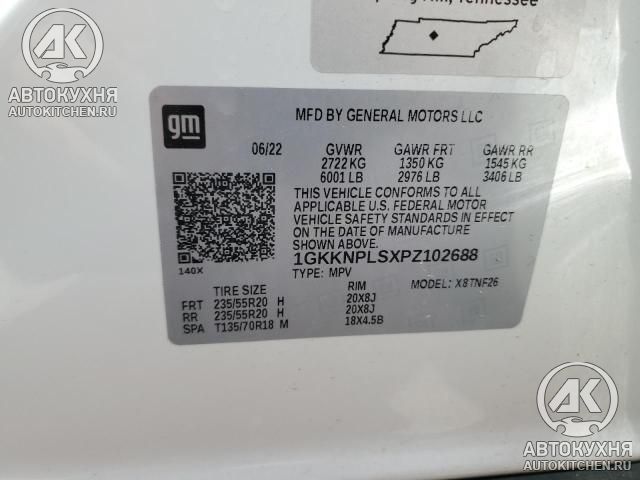 Tennessee
AK
АВТОКУХНЯ
AUTOKITCHEN.RU
gm
MFD BY GENERAL MOTORS LLC
06/22 GVWR GAWR FRT GAWR RR
2722 KG 1350 KG 1545 KG
6001 LB 2976 LB 3406 LB
THIS VEHICLE CONFORMS TO ALL
APPLICABLE U.S. FEDERAL MOTOR
VEHICLE SAFETY STANDARDS IN EFFECT
ON THE DATE OF MANUFACTURE
SHOWN ABOVE.
1GKKNPLSXPZ102688
140X
TYPE: MPV
MODEL: X8TNF26
TIRE SIZE RIM
FRT 235/55R20 H 20X8J
RR 235/55R20 H 20X8J
SPA T135/70R18 M 18X4.5B
AK
АВТОКУХНЯ
AUTOKITCHEN.RU